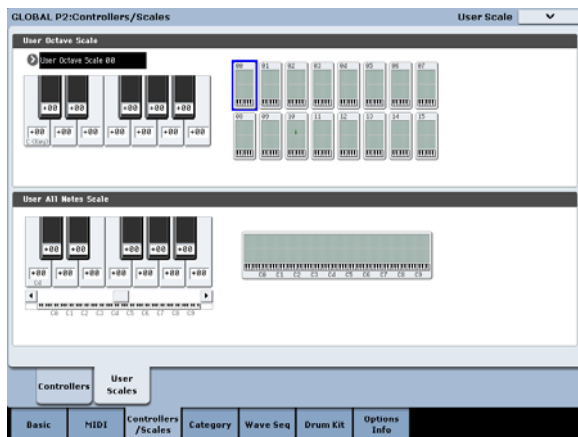 GLOBAL P2:Controllers/Scales
User Scale
User Octave Scale
User Octave Scale 00
00 01 02 03 04 05 06 07
+00 +00 +00 +00 +00
+00 +00 +00 +00 +00 +00 +00
C (Key)
08 09 10 11 12 13 14 15
User All Notes Scale
+00 +00 +00 +00 +00
+00 +00 +00 +00 +00 +00 +00
C4
C0 C1 C2 C3 C4 C5 C6 C7 C8 C9
C0 C1 C2 C3 C4 C5 C6 C7 C8 C9
Controllers
User
Scales
Basic
MIDI
Controllers
/Scales
Category
Wave Seq
Drum Kit
Options
Info